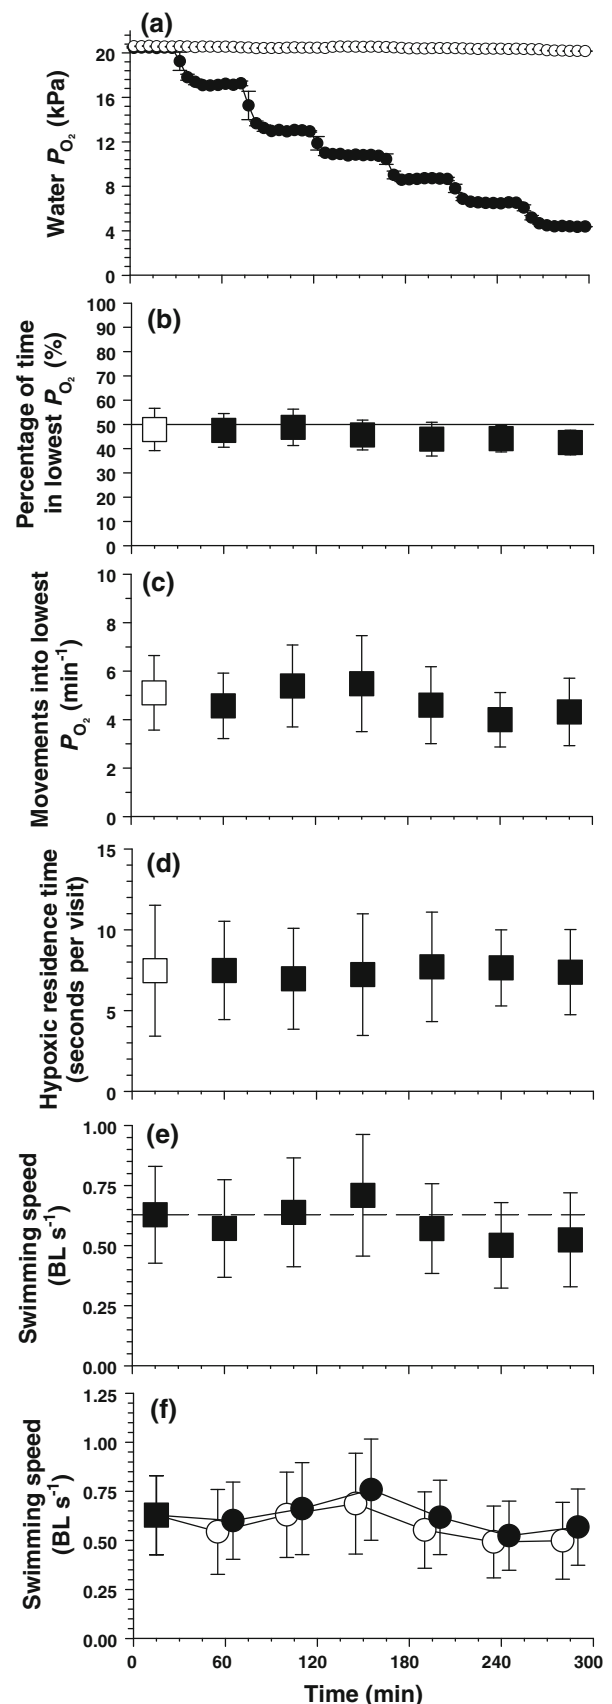 (a)
Water PO2 (kPa)
20
16
12
8
4
0
(b)
Percentage of time
in lowest PO2 (%)
100
90
80
70
60
50
40
30
20
10
0
(c)
Movements into lowest
PO2 (min-1)
10
8
6
4
2
0
(d)
Hypoxic residence time
(seconds per visit)
15
10
5
0
(e)
Swimming speed
(BL s-1)
1.00
0.75
0.50
0.25
0.00
(f)
Swimming speed
(BL s-1)
1.25
1.00
0.75
0.50
0.25
0.00
0 60 120 180 240 300
Time (min)